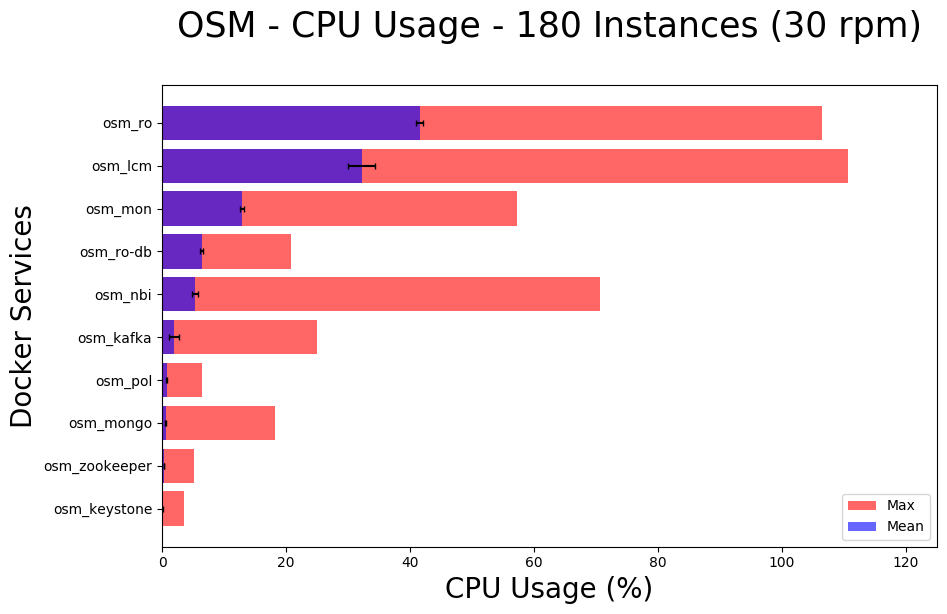 OSM - CPU Usage - 180 Instances (30 rpm)
Docker Services
osm_ro
osm_lcm
osm_mon
osm_ro-db
osm_nbi
osm_kafka
osm_pol
osm_mongo
osm_zookeeper
osm_keystone
Max
Mean
0 20 40 60 80 100 120
CPU Usage (%)